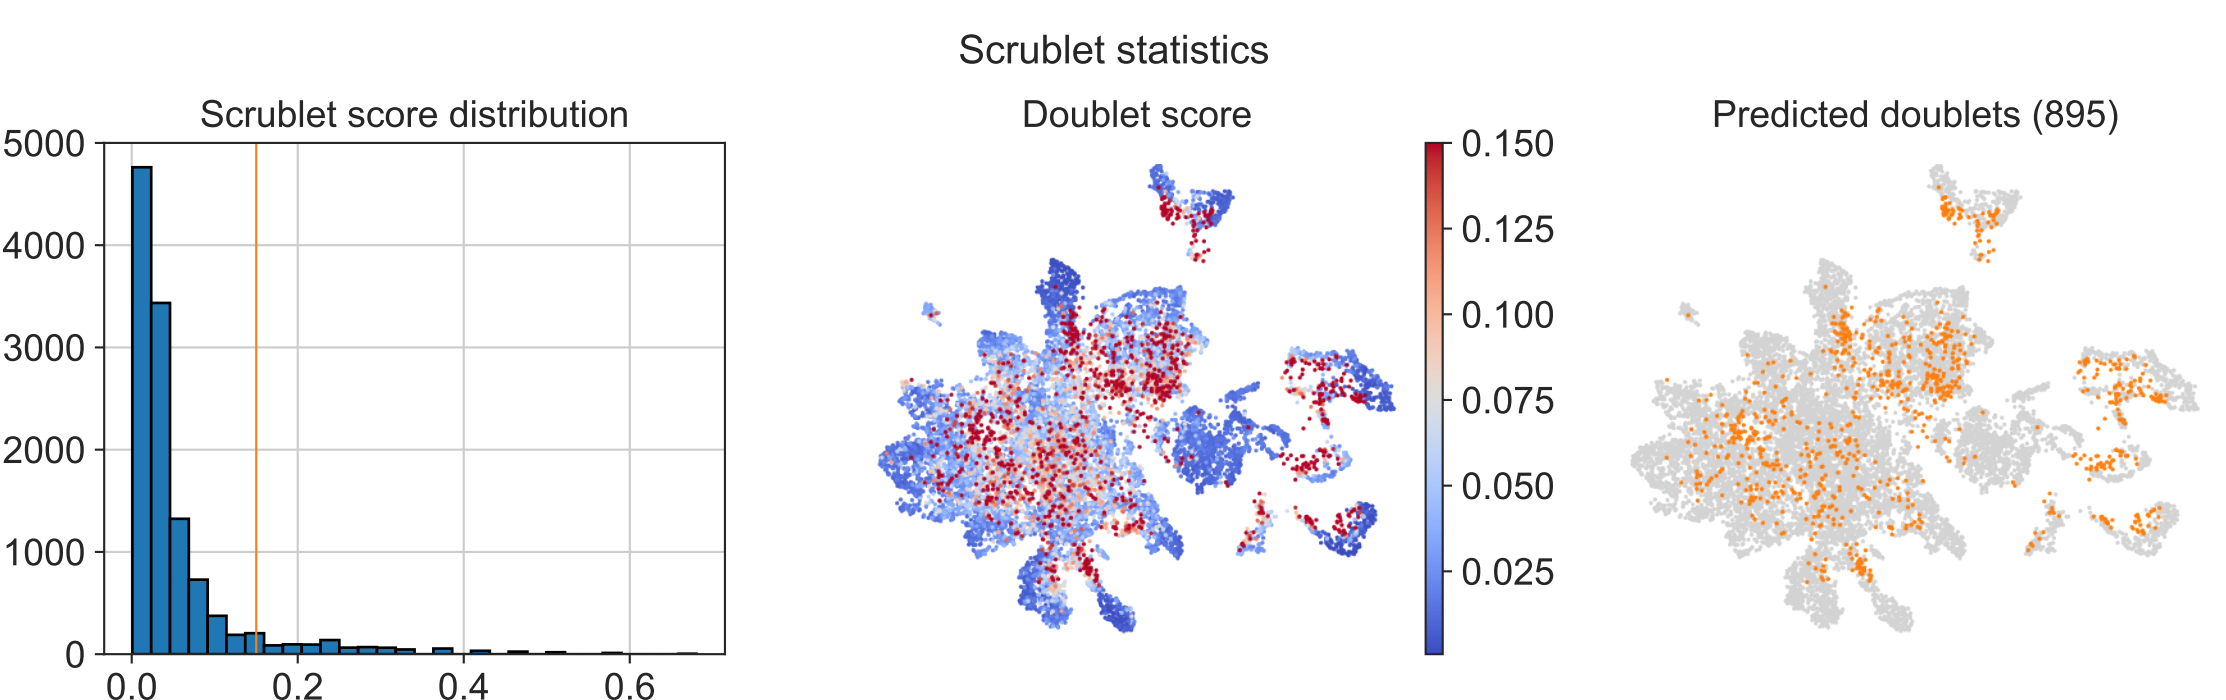 Scrublet statistics
Scrublet score distribution
5000
4000
3000
2000
1000
0
0.0 0.2 0.4 0.6
Doublet score
0.150
0.125
0.100
0.075
0.050
0.025
Predicted doublets (895)